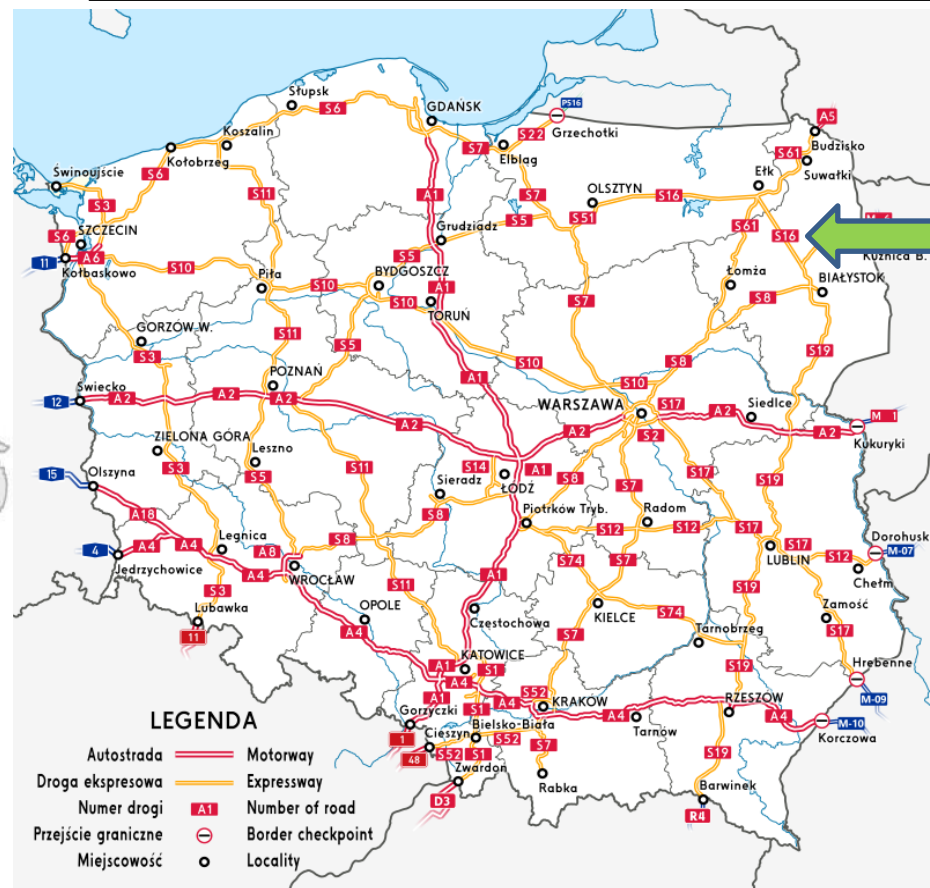 Słupsk
S6
GDAŃSK
PS16
Grzechotki
S22
A5
Koszalin
S7
Elbląg
Budzisko
S61
Kołobrzeg
Suwałki
Świnoujście
S6
S11
A1
S7
OLSZTYN
S16
Ełk
S3
S5
S51
SZCZECIN
Grudziadz
S61
S16
S6
A6
S5
Kuźnica B.
11
Kołbaskowo
S10
Piła
S10
BYDGOSZCZ
A1
Łomża
BIAŁYSTOK
S10
TORUŃ
S7
S8
GORZÓW W.
S11
S5
S19
S3
S10
S8
POZNAŃ
A1
S10
Świecko
12
A2
A2
A2
WARSZAWA
S17
Siedlce
M 1
A2
A2
S2
A2
A2
Kukuryki
ZIELONA GÓRA
Leszno
S3
S11
S14
A1
S8
S17
15
Olszyna
S5
Sieradz
ŁÓDŹ
S7
S19
A18
S8
Piotrków Tryb.
Radom
S12
S12
S17
Dorohusk
4
A4
A4
Legnica
A8
S8
S17
S12
M-07
Jedrzychowice
A4
WROCŁAW
S74
S7
LUBLIN
Chełm
S3
S11
A1
S19
Lubawka
OPOLE
Częstochowa
KIELCE
S74
Zamość
11
A4
S7
Tarnobrzeg
S17
KATOWICE
Hrebenne
A1
S1
S19
A4
M-09
A1
S52
KRAKÓW
RZESZÓW
LEGENDA
Gorzyczki
S1
A4
A4
A4
M-10
1
Bielsko-Biała
Tarnów
Korczowa
Cieszyn
S52
Autostrada Motorway
48
S52
S1
S7
S19
Droga ekspresowa Expressway
Zwardoń
Rabka
Barwinek
Numer drogi A1 Number of road
D3
R4
Przejście graniczne Border checkpoint
Miejscowość Locality